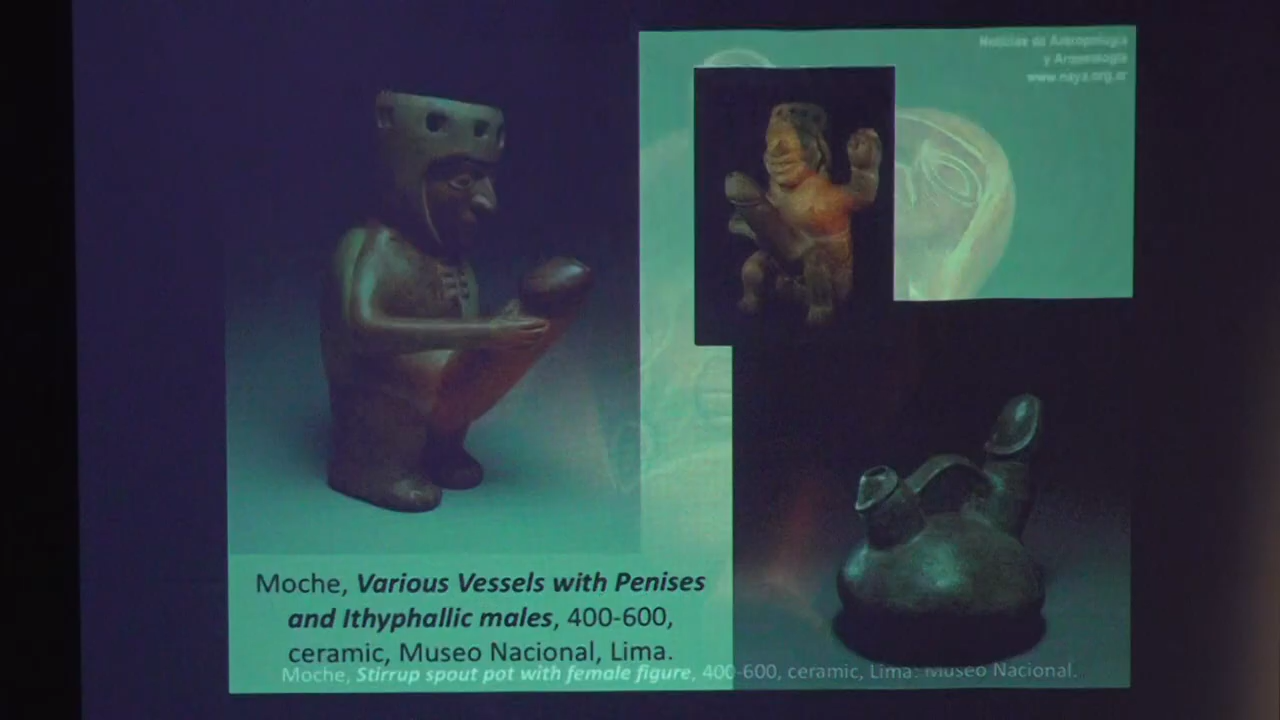 Noticias de Antropología
y Arqueología
www.naya.org.ar
Moche, Various Vessels with Penises
and Ithyphallic males, 400-600,
ceramic, Museo Nacional, Lima.
Moche, Stirrup spout pot with female figure, 400-600, ceramic, Lima: Museo Nacional.